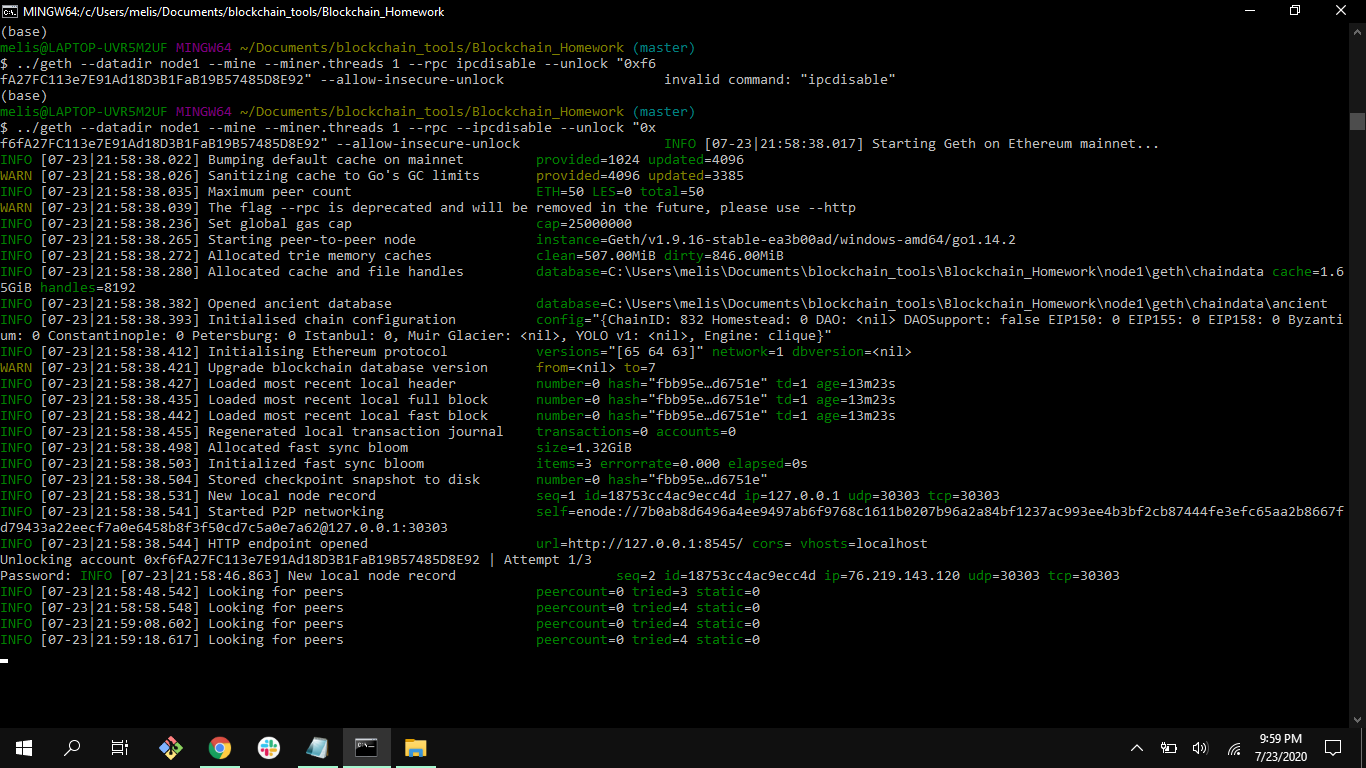 MINGW64:/c/Users/melis/Documents/blockchain_tools/Blockchain_Homework
(base)
melis@LAPTOP-UVR5M2UF MINGW64 ~/Documents/blockchain_tools/Blockchain_Homework (master)
$ ../geth --datadir node1 --mine --miner.threads 1 --rpc ipcdisable --unlock "0xf6
fA27FC113e7E91Ad18D3B1FaB19B57485D8E92" --allow-insecure-unlock invalid command: "ipcdisable"
(base)
melis@LAPTOP-UVR5M2UF MINGW64 ~/Documents/blockchain_tools/Blockchain_Homework (master)
$ ../geth --datadir node1 --mine --miner.threads 1 --rpc --ipcdisable --unlock "0x
f6fA27FC113e7E91Ad18D3B1FaB19B57485D8E92" --allow-insecure-unlock INFO [07-23|21:58:38.017] Starting Geth on Ethereum mainnet...
INFO [07-23|21:58:38.022] Bumping default cache on mainnet provided=1024 updated=4096
WARN [07-23|21:58:38.026] Sanitizing cache to Go's GC limits provided=4096 updated=3385
INFO [07-23|21:58:38.035] Maximum peer count ETH=50 LES=0 total=50
WARN [07-23|21:58:38.039] The flag --rpc is deprecated and will be removed in the future, please use --http
INFO [07-23|21:58:38.236] Set global gas cap cap=25000000
INFO [07-23|21:58:38.265] Starting peer-to-peer node instance=Geth/v1.9.16-stable-ea3b00ad/windows-amd64/go1.14.2
INFO [07-23|21:58:38.272] Allocated trie memory caches clean=507.00MiB dirty=846.00MiB
INFO [07-23|21:58:38.280] Allocated cache and file handles database=C:\Users\melis\Documents\blockchain_tools\Blockchain_Homework\node1\geth\chaindata cache=1.6
5GiB handles=8192
INFO [07-23|21:58:38.382] Opened ancient database database=C:\Users\melis\Documents\blockchain_tools\Blockchain_Homework\node1\geth\chaindata\ancient
INFO [07-23|21:58:38.393] Initialised chain configuration config="{ChainID: 832 Homestead: 0 DAO: <nil> DAOSupport: false EIP150: 0 EIP155: 0 EIP158: 0 Byzanti
um: 0 Constantinople: 0 Petersburg: 0 Istanbul: 0, Muir Glacier: <nil>, YOLO v1: <nil>, Engine: clique}"
INFO [07-23|21:58:38.412] Initialising Ethereum protocol versions="[65 64 63]" network=1 dbversion=<nil>
WARN [07-23|21:58:38.421] Upgrade blockchain database version from=<nil> to=7
INFO [07-23|21:58:38.427] Loaded most recent local header number=0 hash="fbb95e…d6751e" td=1 age=13m23s
INFO [07-23|21:58:38.435] Loaded most recent local full block number=0 hash="fbb95e…d6751e" td=1 age=13m23s
INFO [07-23|21:58:38.442] Loaded most recent local fast block number=0 hash="fbb95e…d6751e" td=1 age=13m23s
INFO [07-23|21:58:38.455] Regenerated local transaction journal transactions=0 accounts=0
INFO [07-23|21:58:38.498] Allocated fast sync bloom size=1.32GiB
INFO [07-23|21:58:38.503] Initialized fast sync bloom items=3 errorrate=0.000 elapsed=0s
INFO [07-23|21:58:38.504] Stored checkpoint snapshot to disk number=0 hash="fbb95e…d6751e"
INFO [07-23|21:58:38.531] New local node record seq=1 id=18753cc4ac9ecc4d ip=127.0.0.1 udp=30303 tcp=30303
INFO [07-23|21:58:38.541] Started P2P networking self=enode://7b0ab8d6496a4ee9497ab6f9768c1611b0207b96a2a84bf1237ac993ee4b3bf2cb87444fe3efc65aa2b8667f
d79433a22eecf7a0e6458b8f3f50cd7c5a0e7a62@127.0.0.1:30303
INFO [07-23|21:58:38.544] HTTP endpoint opened url=http://127.0.0.1:8545/ cors= vhosts=localhost
Unlocking account 0xf6fA27FC113e7E91Ad18D3B1FaB19B57485D8E92 | Attempt 1/3
Password: INFO [07-23|21:58:46.863] New local node record seq=2 id=18753cc4ac9ecc4d ip=76.219.143.120 udp=30303 tcp=30303
INFO [07-23|21:58:48.542] Looking for peers peercount=0 tried=3 static=0
INFO [07-23|21:58:58.548] Looking for peers peercount=0 tried=4 static=0
INFO [07-23|21:59:08.602] Looking for peers peercount=0 tried=4 static=0
INFO [07-23|21:59:18.617] Looking for peers peercount=0 tried=4 static=0
9:59 PM
7/23/2020